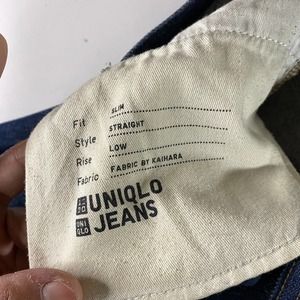 Fit SLIM
Style STRAIGHT
Rise LOW
Fabric FABRIC BY KAIHARA
UNIQLO
JEANS
UNI
QLO